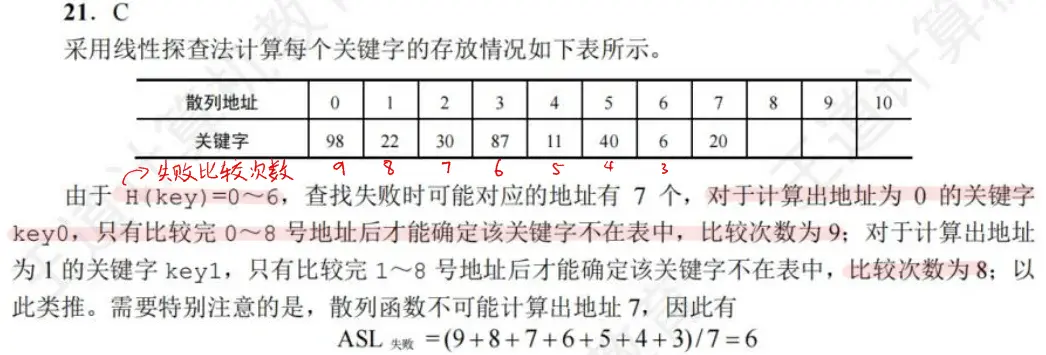 21. C
采用线性探查法计算每个关键字的存放情况如下表所示。
散列地址 0 1 2 3 4 5 6 7 8 9 10
关键字 98 22 30 87 11 40 6 20
失败比较次数 9 8 7 6 5 4 3
由于 H(key)=0～6，查找失败时可能对应的地址有 7 个，对于计算出地址为 0 的关键字
key0，只有比较完 0～8 号地址后才能确定该关键字不在表中，比较次数为 9；对于计算出地址
为 1 的关键字 key1，只有比较完 1～8 号地址后才能确定该关键字不在表中，比较次数为 8；以
此类推。需要特别注意的是，散列函数不可能计算出地址 7，因此有
ASL 失败 =(9+8+7+6+5+4+3)/7=6